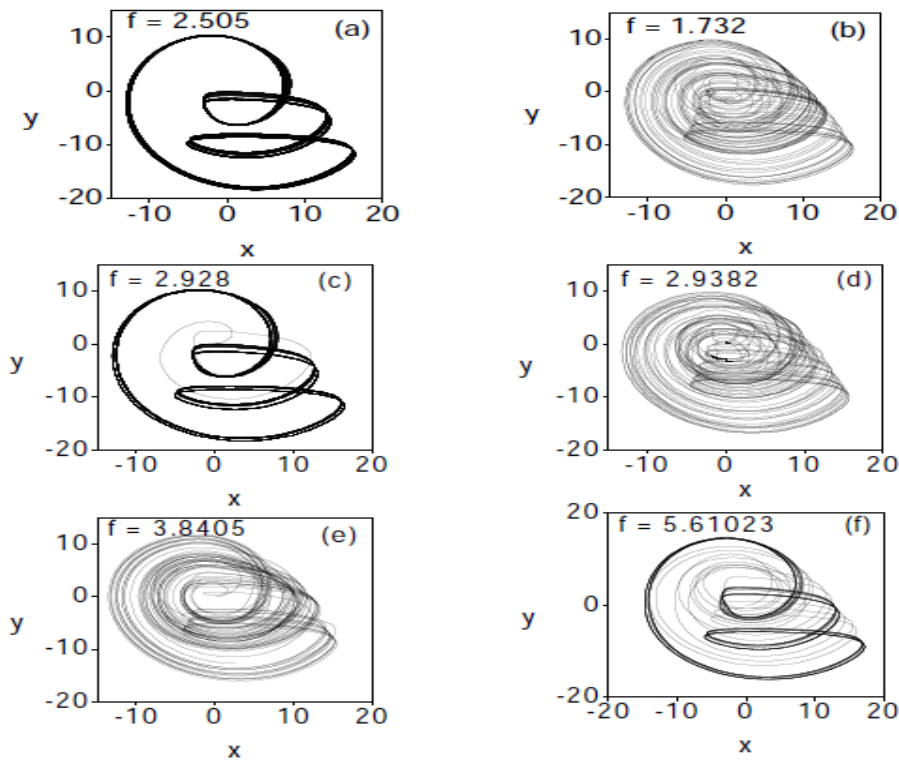 f = 2.505
(a)
10
0
-10
-20
y
-10 0 10 20
x
f = 1.732
(b)
10
0
-10
-20
y
-10 0 10 20
x
f = 2.928
(c)
10
0
-10
-20
y
-10 0 10 20
x
f = 2.9382
(d)
10
0
-10
-20
y
-10 0 10 20
x
f = 3.8405
(e)
10
0
-10
-20
y
-10 0 10 20
x
f = 5.61023
(f)
20
0
-20
y
-20 -10 0 10 20
x